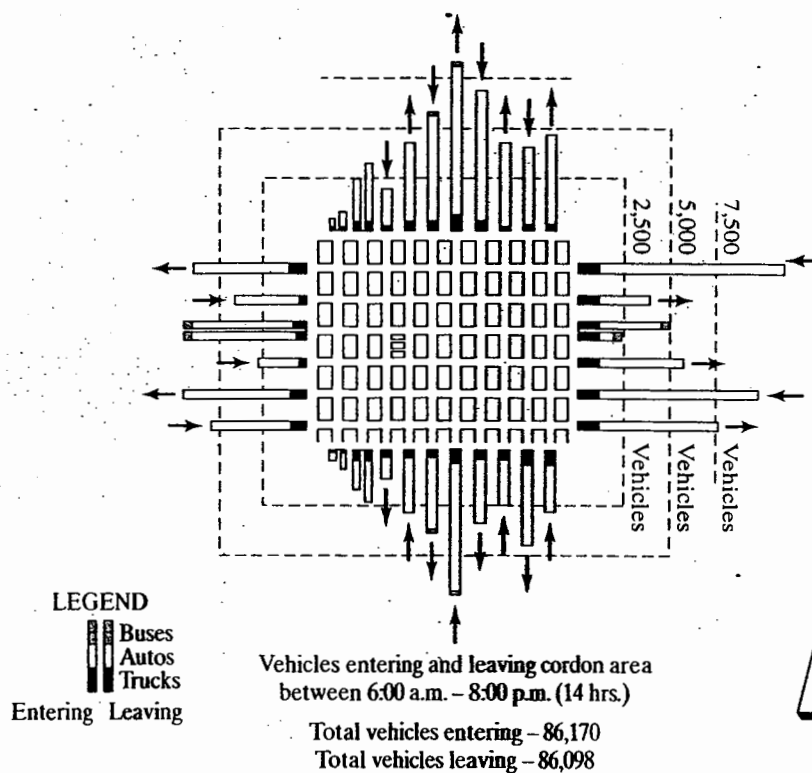 2,500 5,000 7,500
Vehicles Vehicles Vehicles
LEGEND
Buses
Autos
Trucks
Entering Leaving
Vehicles entering and leaving cordon area
between 6:00 a.m. – 8:00 p.m. (14 hrs.)
Total vehicles entering – 86,170
Total vehicles leaving – 86,098